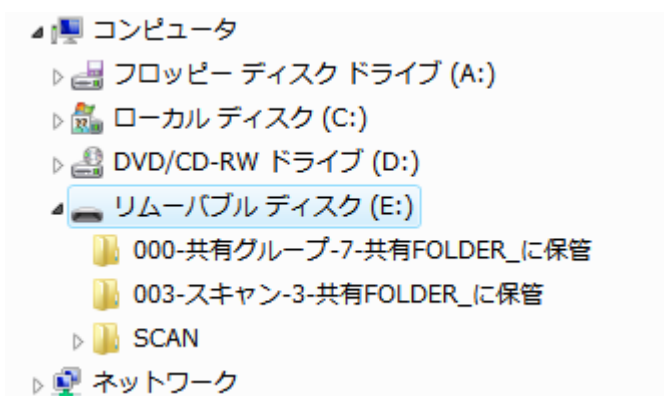 コンピュータ
フロッピー ディスク ドライブ (A:)
ローカル ディスク (C:)
DVD/CD-RW ドライブ (D:)
リムーバブル ディスク (E:)
000-共有グループ-7-共有FOLDER_に保管
003-スキャン-3-共有FOLDER_に保管
SCAN
ネットワーク